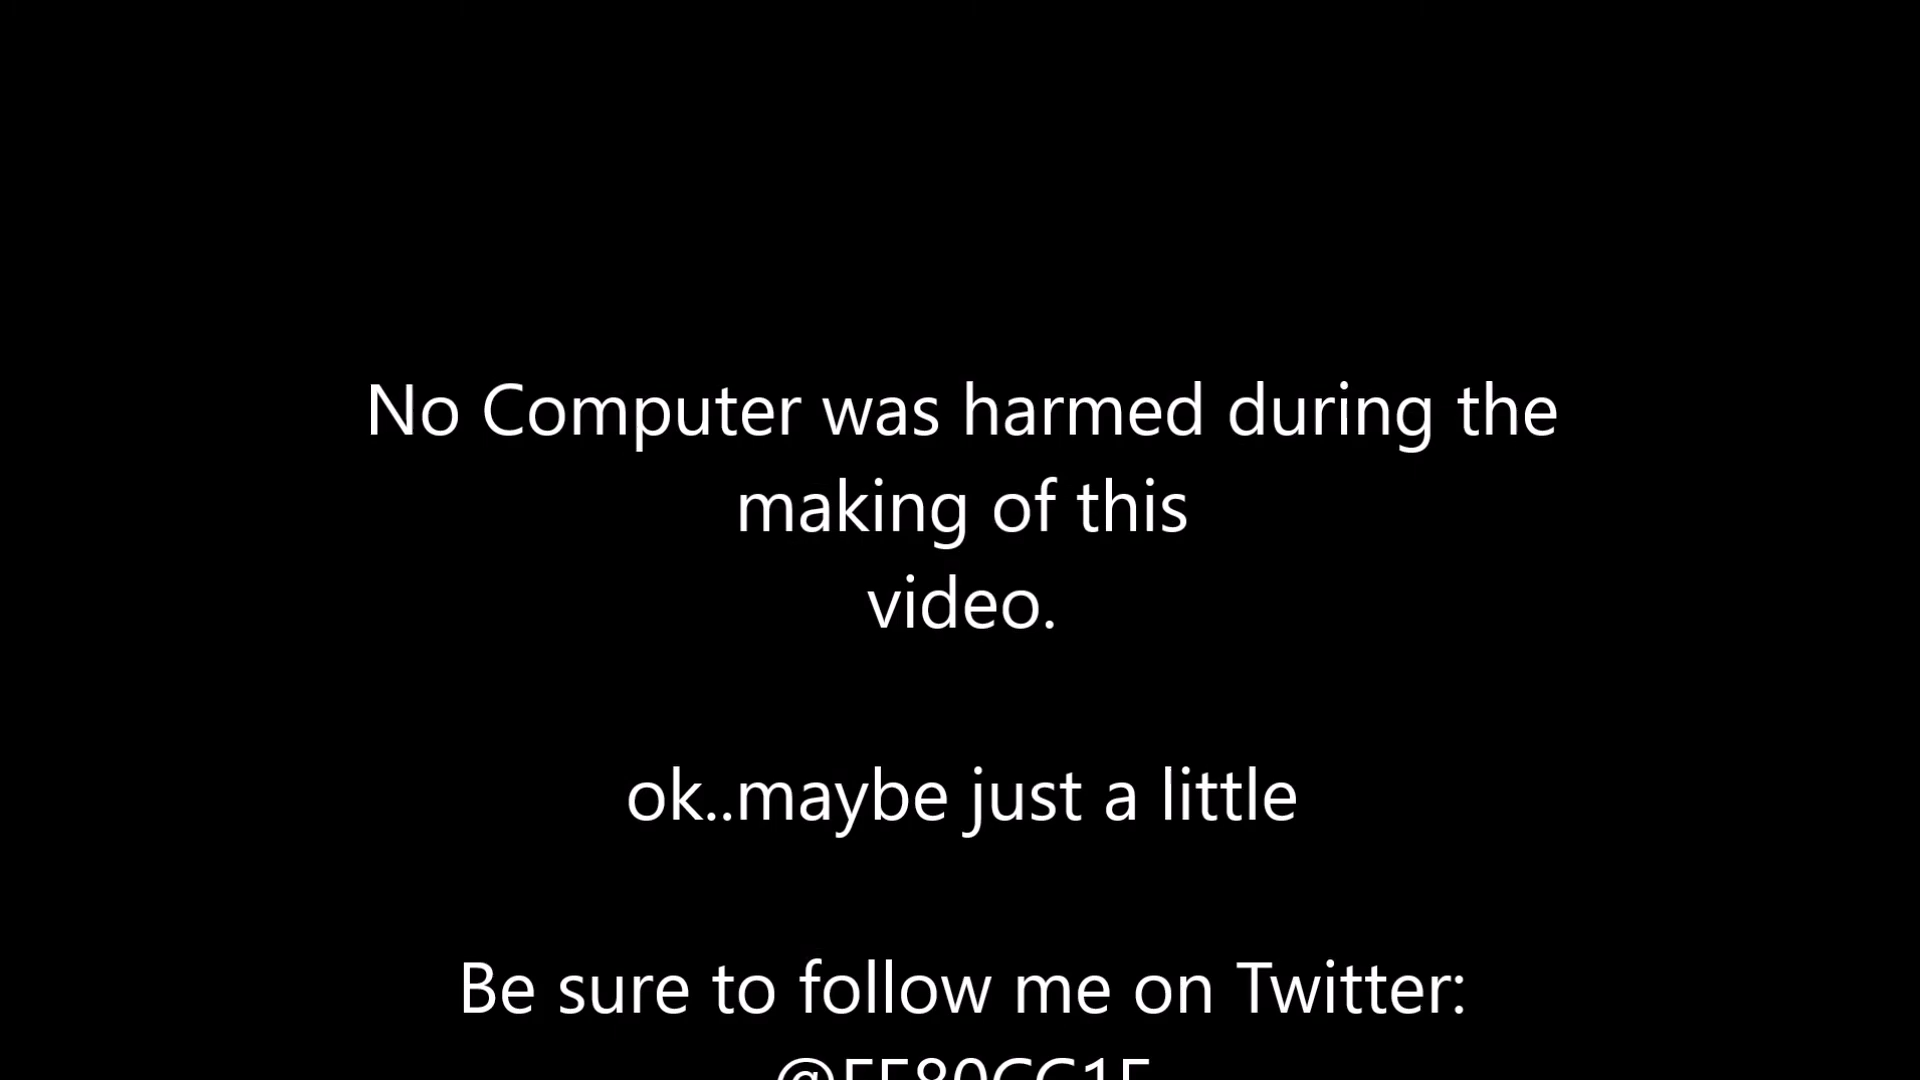 No Computer was harmed during the
making of this
video.
ok..maybe just a little
Be sure to follow me on Twitter: